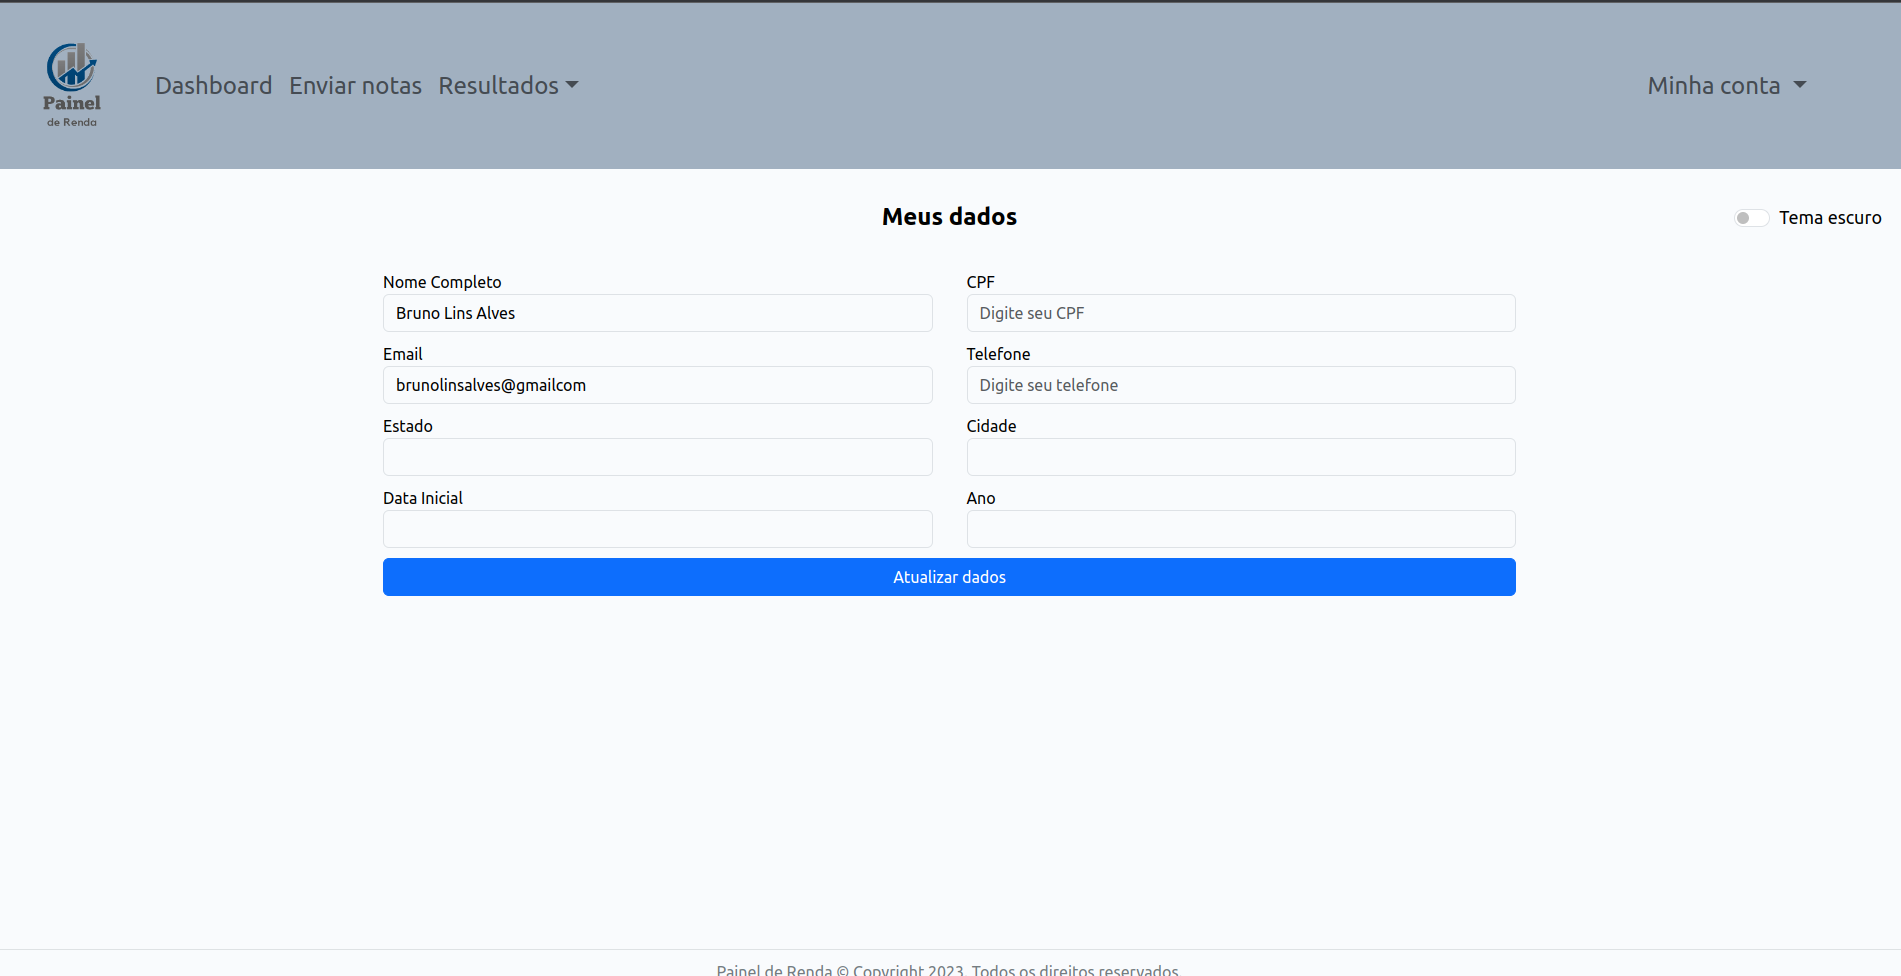 Painel
de Renda
Dashboard Enviar notas Resultados
Minha conta
Meus dados
Tema escuro
Nome Completo
CPF
Bruno Lins Alves
Digite seu CPF
Email
Telefone
brunolinsalves@gmailcom
Digite seu telefone
Estado
Cidade
Data Inicial
Ano
Atualizar dados
Painel de Renda © Copyright 2023. Todos os direitos reservados.